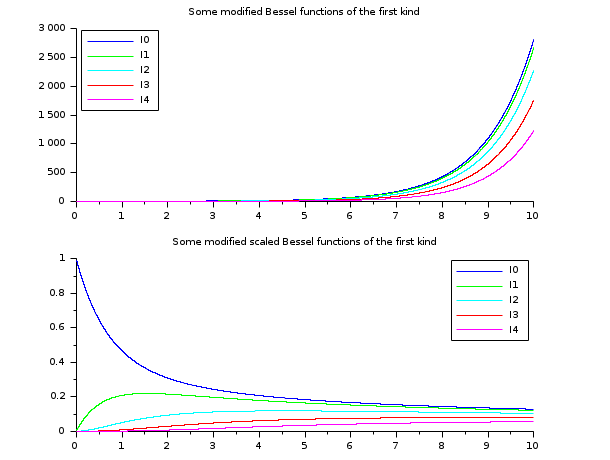 Some modified Bessel functions of the first kind
3 000
2 500
2 000
1 500
1 000
500
0
I0
I1
I2
I3
I4
0 1 2 3 4 5 6 7 8 9 10
Some modified scaled Bessel functions of the first kind
1
0.8
0.6
0.4
0.2
0
I0
I1
I2
I3
I4
0 1 2 3 4 5 6 7 8 9 10